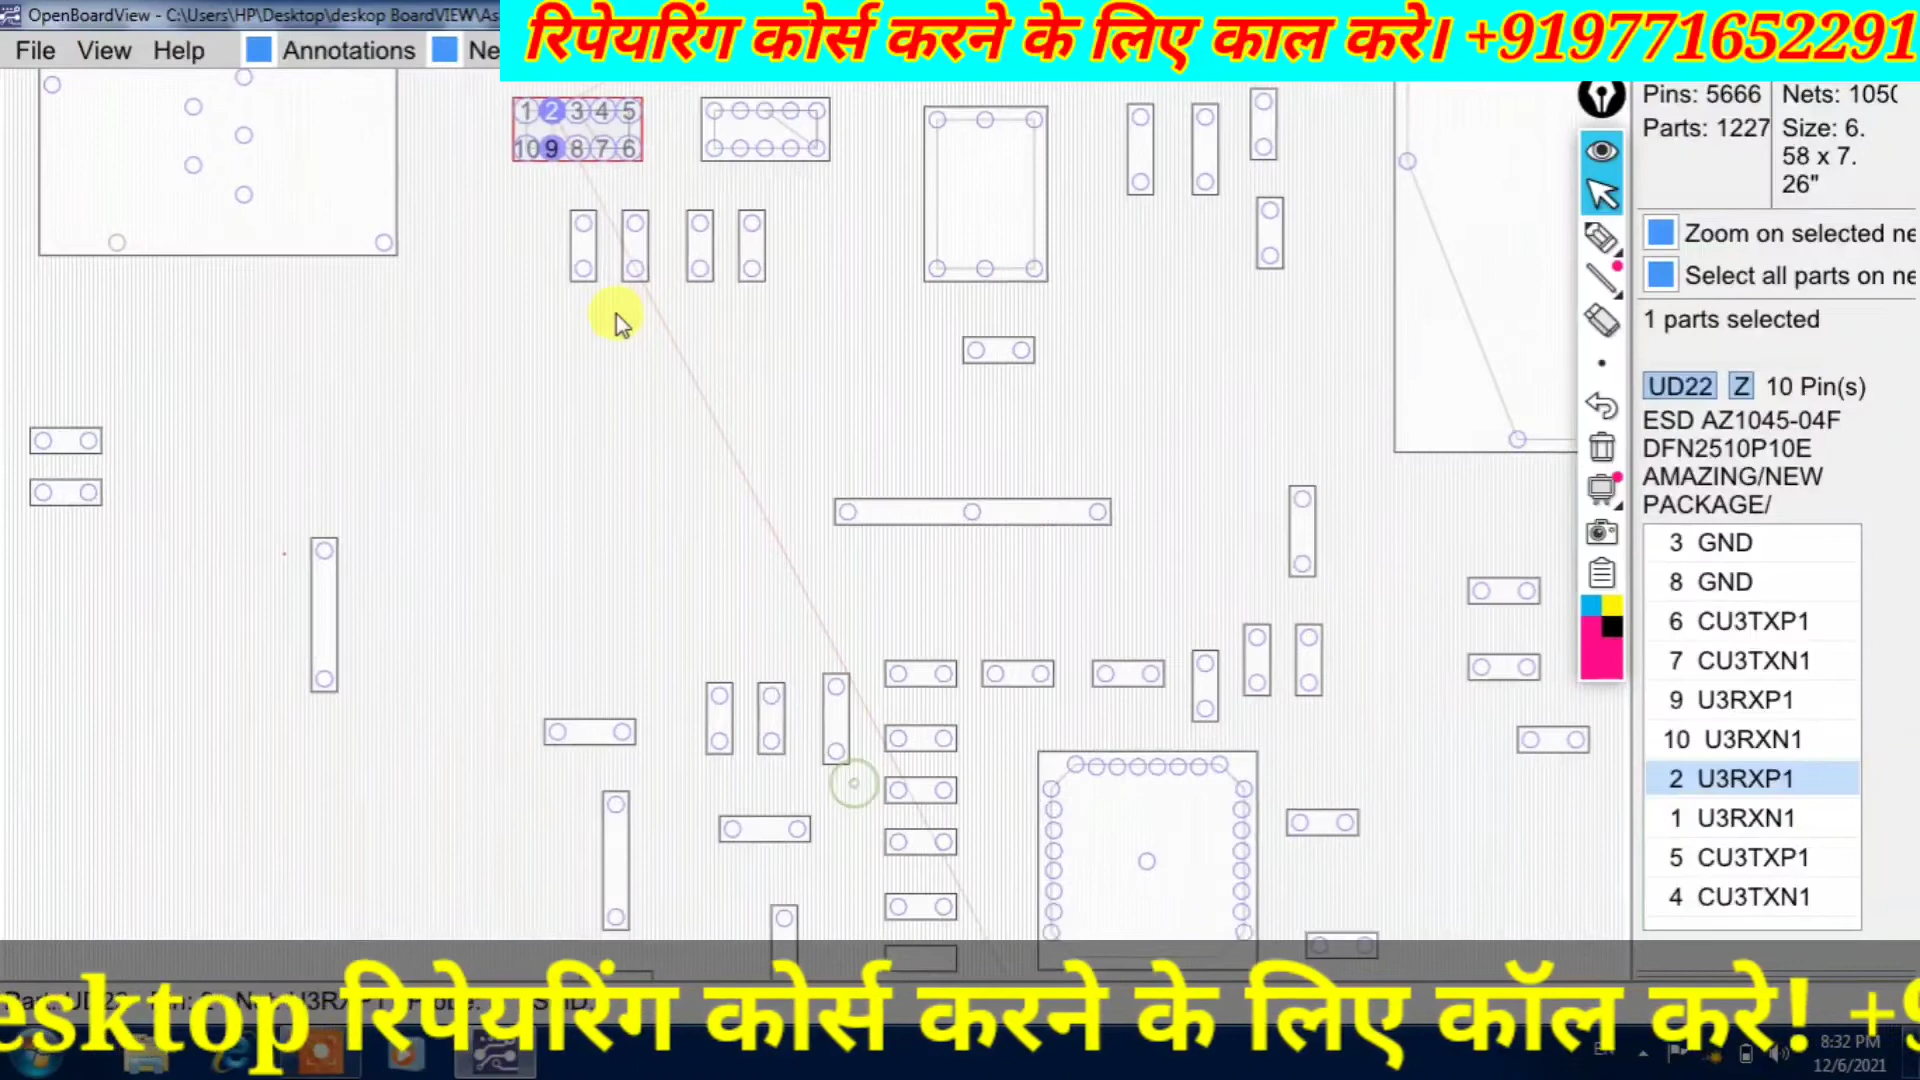 OpenBoardView - C:\Users\HP\Desktop\deskop BoardVIEW\As
रिपेयरिंग कोर्स करने के लिए काल करे। +919771652291
File View Help Annotations Ne
Pins: 5666
Nets: 1050
Parts: 1227
Size: 6.
58 x 7.
26"
1 2 3 4 5
10 9 8 7 6
Zoom on selected ne
Select all parts on ne
1 parts selected
UD22 Z 10 Pin(s)
ESD AZ1045-04F
DFN2510P10E
AMAZING/NEW
PACKAGE/
3 GND
8 GND
6 CU3TXP1
7 CU3TXN1
9 U3RXP1
10 U3RXN1
2 U3RXP1
1 U3RXN1
5 CU3TXP1
4 CU3TXN1
esktop रिपेयरिंग कोर्स करने के लिए कॉल करे! +9
8:32 PM
12/6/2021